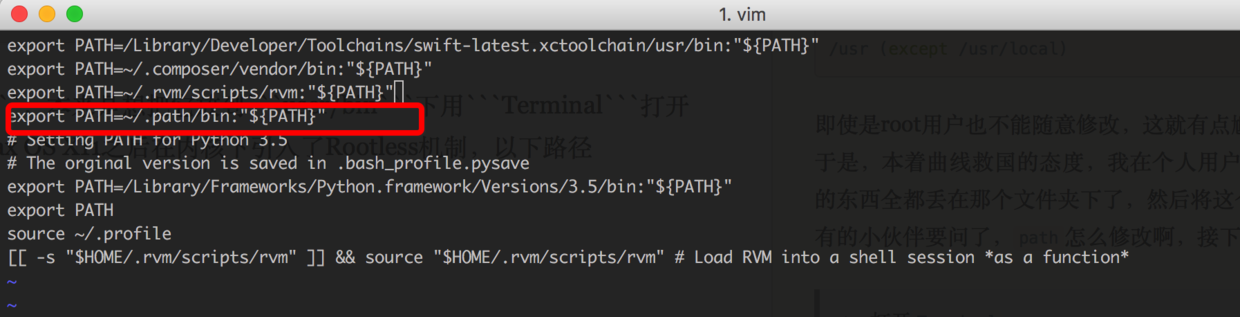 1. vim
export PATH=/Library/Developer/Toolchains/swift-latest.xctoolchain/usr/bin:"${PATH}"
/usr (except /usr/local)
export PATH=~/.composer/vendor/bin:"${PATH}"
export PATH=~/.rvm/scripts/rvm:"${PATH}"
下用```Terminal```打开
export PATH=~/.path/bin:"${PATH}"
即使是root用户也不能随意修改，这就有点
# Setting PATH for Python 3.5
引入了Rootless机制，以下路径
于是，本着曲线救国的态度，我在个人用户
# The orginal version is saved in .bash_profile.pysave
export PATH=/Library/Frameworks/Python.framework/Versions/3.5/bin:"${PATH}"
的东西全都丢在那个文件夹下了，然后将这个
export PATH
source ~/.profile
有的小伙伴要问了，path 怎么修改啊，接下
[[ -s "$HOME/.rvm/scripts/rvm" ]] && source "$HOME/.rvm/scripts/rvm" # Load RVM into a shell session *as a function*
~
~